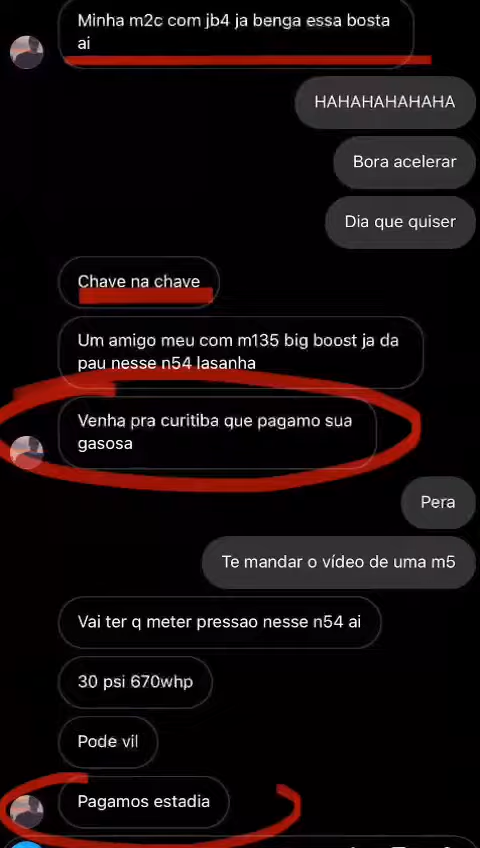 Minha m2c com jb4 ja benga essa bosta
ai
HAHAHAHAHAHA
Bora acelerar
Dia que quiser
Chave na chave
Um amigo meu com m135 big boost ja da
pau nesse n54 lasanha
Venha pra curitiba que pagamo sua
gasosa
Pera
Te mandar o vídeo de uma m5
Vai ter q meter pressao nesse n54 ai
30 psi 670whp
Pode vil
Pagamos estadia